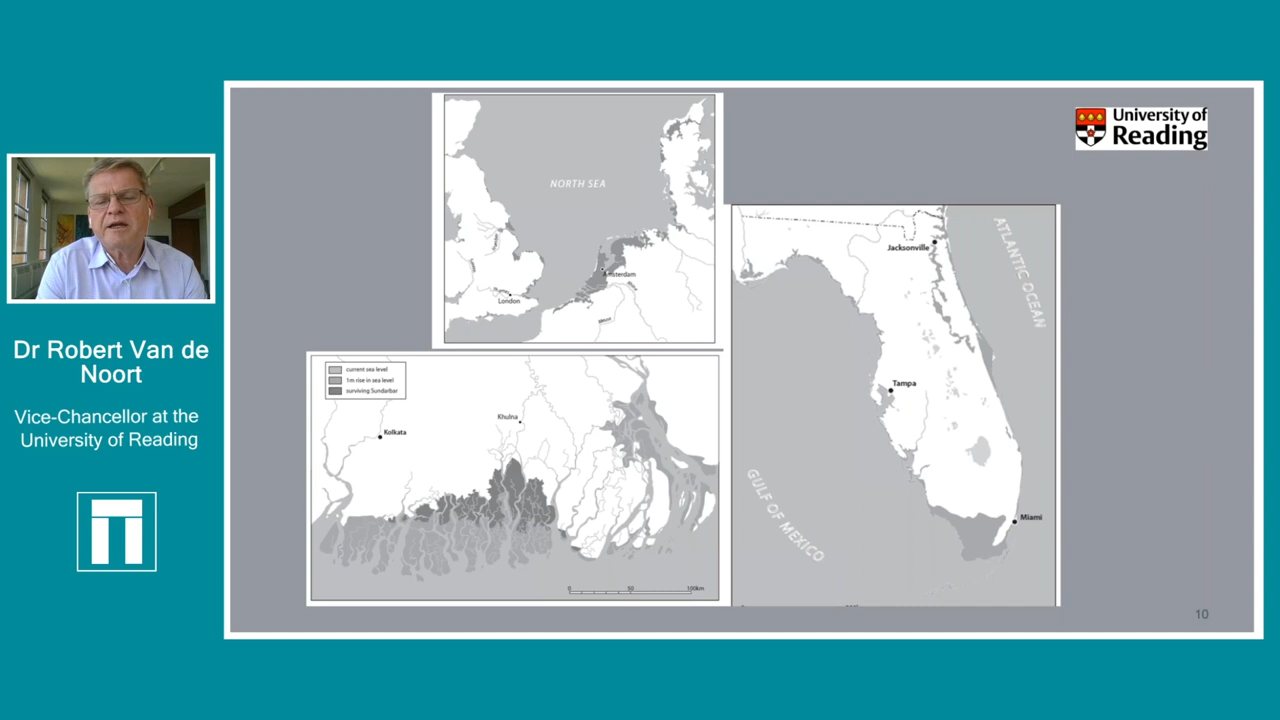 Dr Robert Van de
Noort
Vice-Chancellor at the
University of Reading
University of
Reading
NORTH SEA
Amsterdam
London
Jacksonville
ATLANTIC OCEAN
Tampa
GULF OF MEXICO
Miami
current sea level
1m rise in sea level
surviving Sundarbar
Kolkata
Khulna
0 50 100km
10